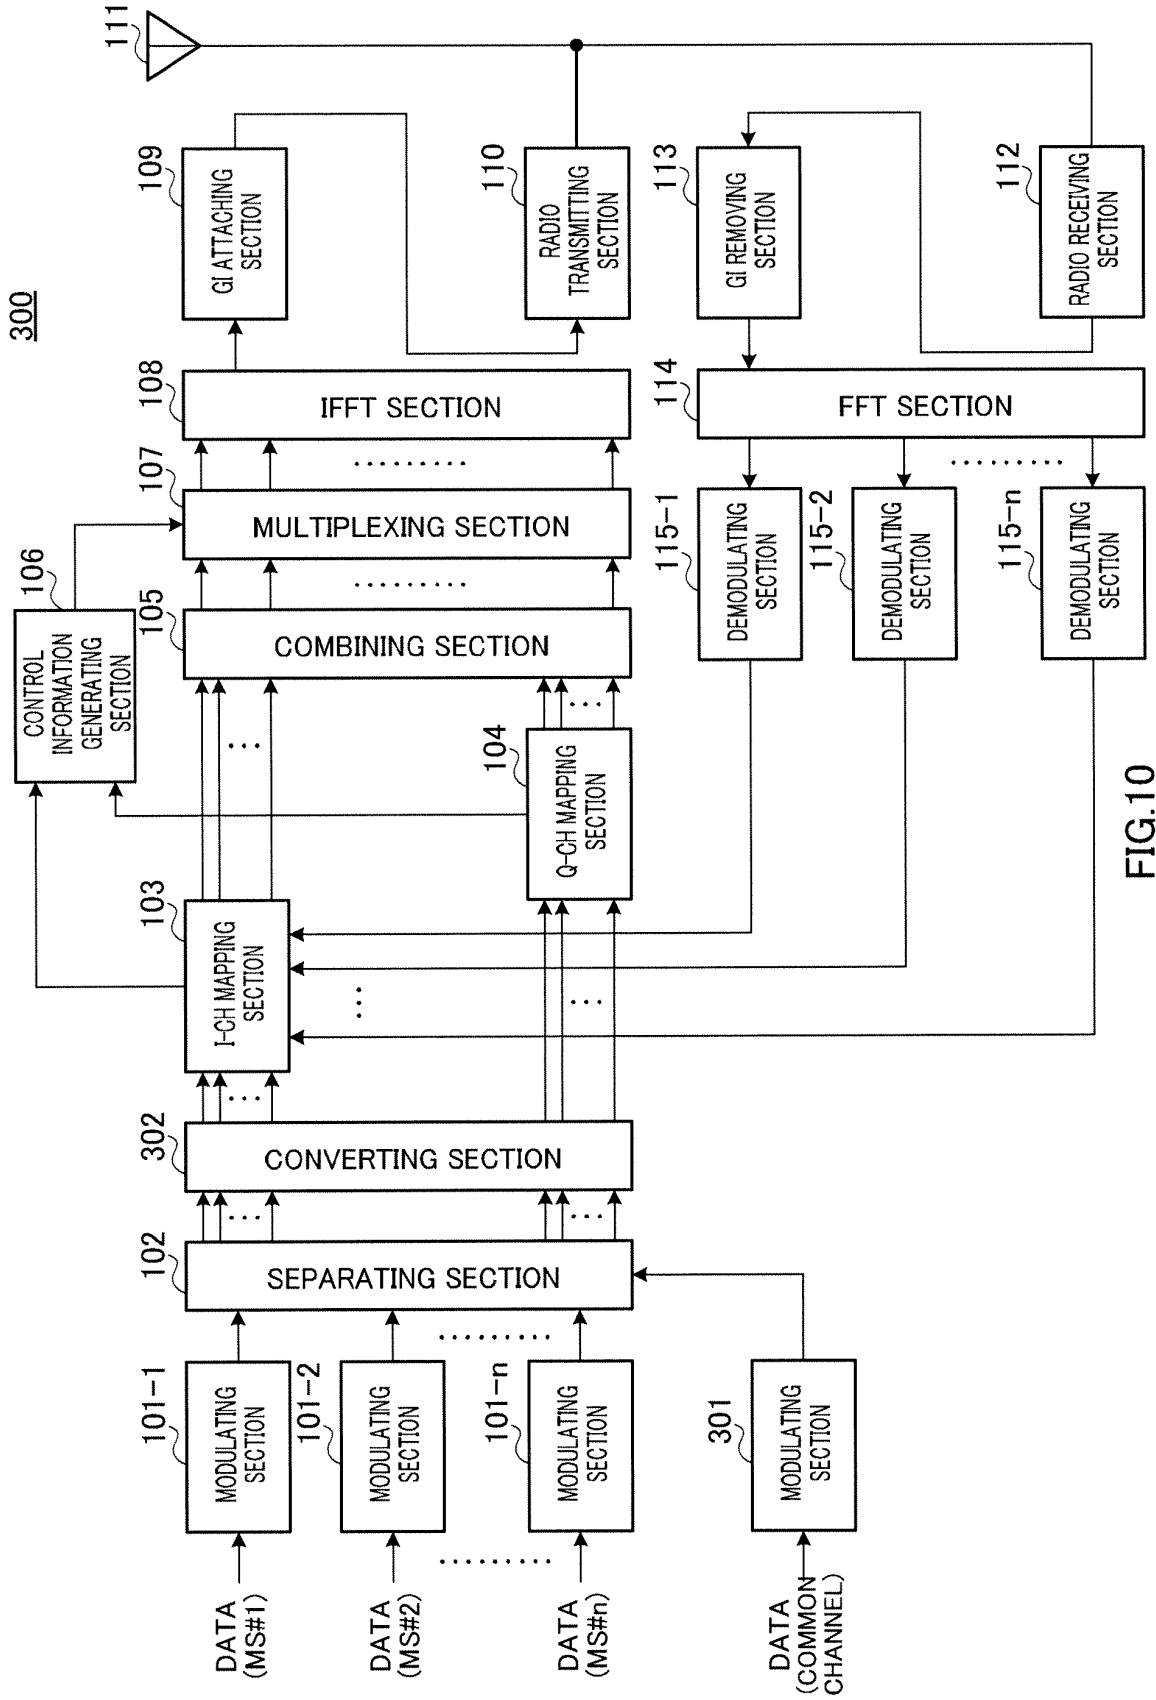 300
111
109
GI ATTACHING
section
110
RADIO
TRANSMITTING
section
113
GI REMOVING
section
112
RADIO RECEIVING
section
108
IFFT SECTION
114
FFT SECTION
107
MULTIPLEXING SECTION
106
CONTROL
INFORMATION
GENERATING
section
105
COMBINING SECTION
115-1
DEMODULATING
section
115-2
DEMODULATING
section
115-n
DEMODULATING
section
104
Q-CH MAPPING
section
103
I-CH MAPPING
section
302
CONVERTING SECTION
102
SEPARATING SECTION
101-1
MODULATING
section
101-2
MODULATING
section
101-n
MODULATING
section
301
MODULATING
section
DATA
(MS#1)
DATA
(MS#2)
DATA
(MS#n)
DATA
(COMMON
CHANNEL)
FIG.10